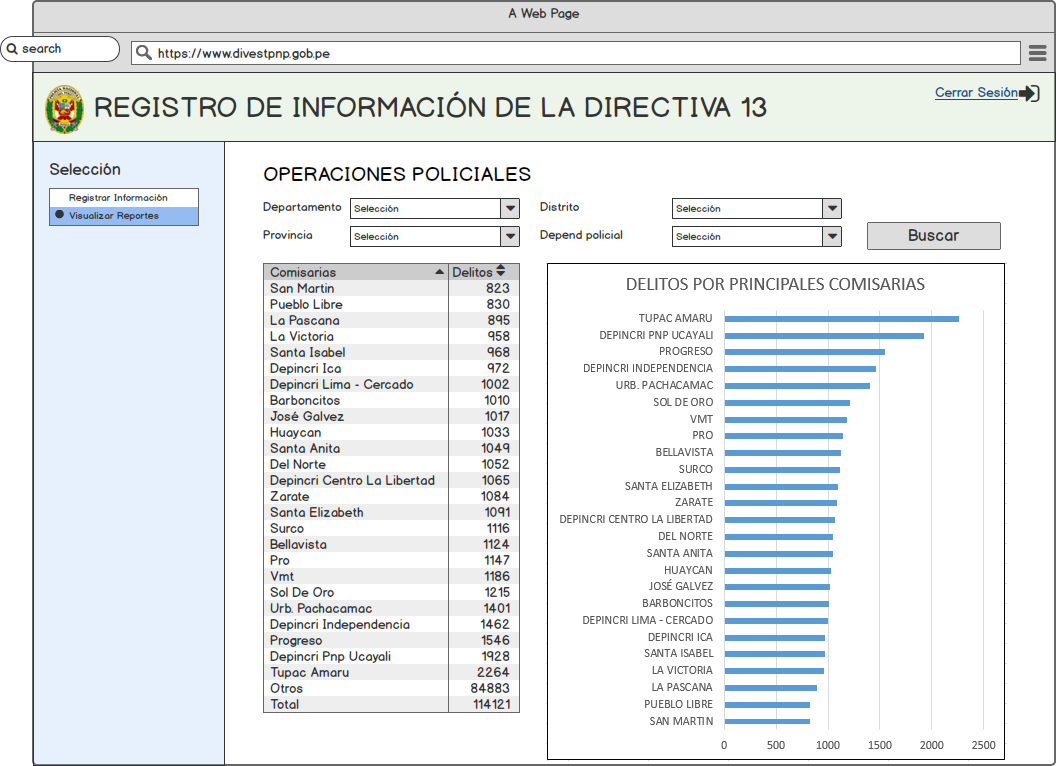 A Web Page
search
https://www.divestpnp.gob.pe
REGISTRO DE INFORMACIÓN DE LA DIRECTIVA 13
Cerrar Sesión
Selección
Registrar Información
Visualizar Reportes
OPERACIONES POLICIALES
Departamento Selección Distrito Selección
Provincia Selección Depend policial Selección Buscar
Comisarias Delitos
San Martin 823
Pueblo Libre 830
La Pascana 895
La Victoria 958
Santa Isabel 968
Depincri Ica 972
Depincri Lima - Cercado 1002
Barboncitos 1010
José Galvez 1017
Huaycan 1033
Santa Anita 1049
Del Norte 1052
Depincri Centro La Libertad 1065
Zarate 1084
Santa Elizabeth 1091
Surco 1116
Bellavista 1124
Pro 1147
Vmt 1186
Sol De Oro 1215
Urb. Pachacamac 1401
Depincri Independencia 1462
Progreso 1546
Depincri Pnp Ucayali 1928
Tupac Amaru 2264
Otros 84883
Total 114121
DELITOS POR PRINCIPALES COMISARIAS
TUPAC AMARU
DEPINCRI PNP UCAYALI
PROGRESO
DEPINCRI INDEPENDENCIA
URB. PACHACAMAC
SOL DE ORO
VMT
PRO
BELLAVISTA
SURCO
SANTA ELIZABETH
ZARATE
DEPINCRI CENTRO LA LIBERTAD
DEL NORTE
SANTA ANITA
HUAYCAN
JOSÉ GALVEZ
BARBONCITOS
DEPINCRI LIMA - CERCADO
DEPINCRI ICA
SANTA ISABEL
LA VICTORIA
LA PASCANA
PUEBLO LIBRE
SAN MARTIN
0 500 1000 1500 2000 2500